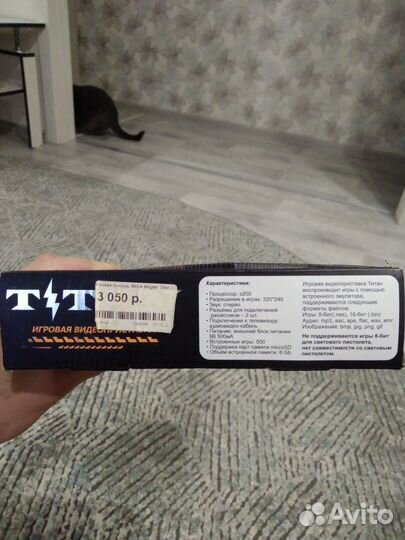 Игровая консоль SEGA Magistr Titan 3
3 050 р.
ТІТ
ИГРОВАЯ ВИДЕОПРИСТ
Характеристики:
- Процессор: s200
- Разрешение в играх: 320*240
- Звук: стерео
- Разъёмы для подключения
джойстиков – 2 шт.
- Подключение к телевизору:
аудиовидео-кабель
- Питание: внешний блок питания
9В 500мА
- Встроенные игры: 500
- Поддержка карт памяти microSD
- Объём встроенной памяти: 8 Gb
Игровая видеоприставка Титан
воспроизводит игры с помощью
встроенного эмулятора,
поддерживаются следующие
форматы файлов:
Игры: 8-бит(.nes), 16-бит (.bin)
Аудио: mp3, aac, ape, flac, wav, ami
Изображения: bmp, jpg, png, gif
Не поддерживаются игры 8-бит
для светового пистолета,
нет совместимости со световым
пистолетом.
Avito